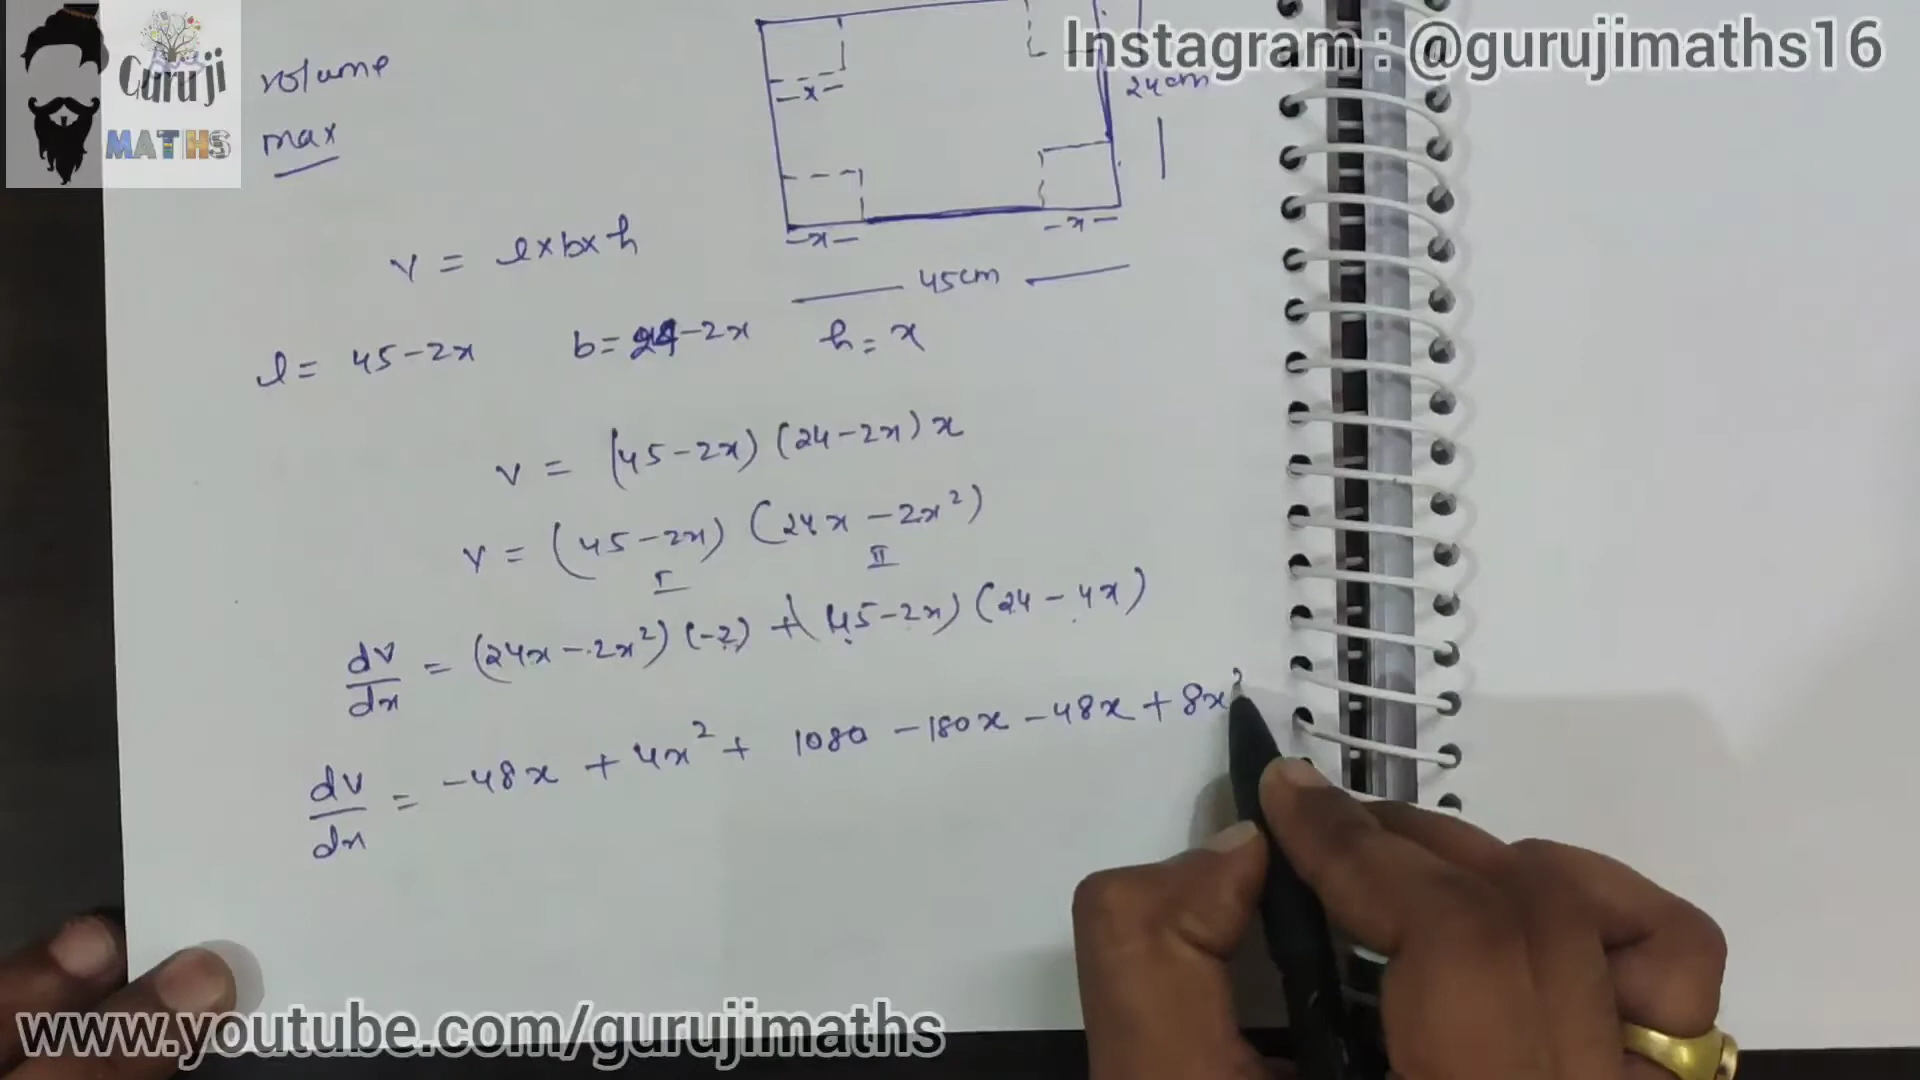 Guruji
MATHS
Instagram : @gurujimaths16
volume
max
-x-
24cm
-x-
-x-
45cm
V = l×b×h
l = 45-2x b = 24-2x h = x
V = (45-2x) (24-2x) x
V = (45-2x) (24x-2x²)
I II
dV/dx = (24x-2x²) (-2) + (45-2x) (24-4x)
dV/dx = -48x + 4x² + 1080 -180x -48x + 8x²
www.youtube.com/gurujimaths